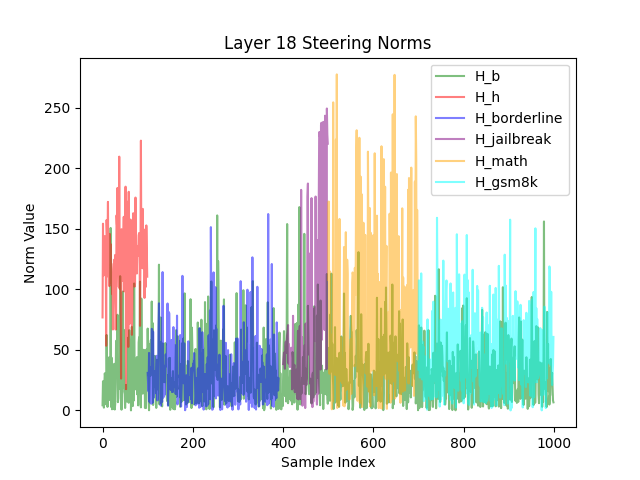 Layer 18 Steering Norms
Norm Value
250
200
150
100
50
0
H_b
H_h
H_borderline
H_jailbreak
H_math
H_gsm8k
0 200 400 600 800 1000
Sample Index